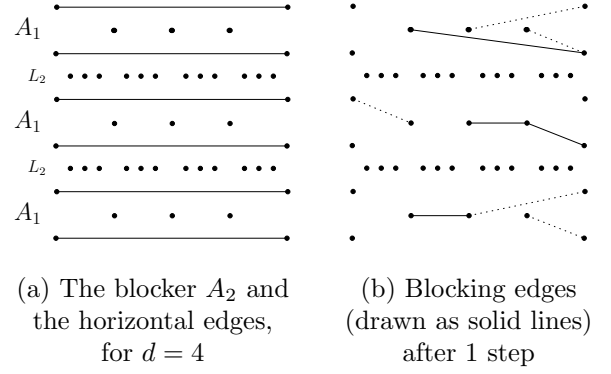 A₁
L₂
A₁
L₂
A₁
(a) The blocker A₂ and
the horizontal edges,
for d = 4
(b) Blocking edges
(drawn as solid lines)
after 1 step